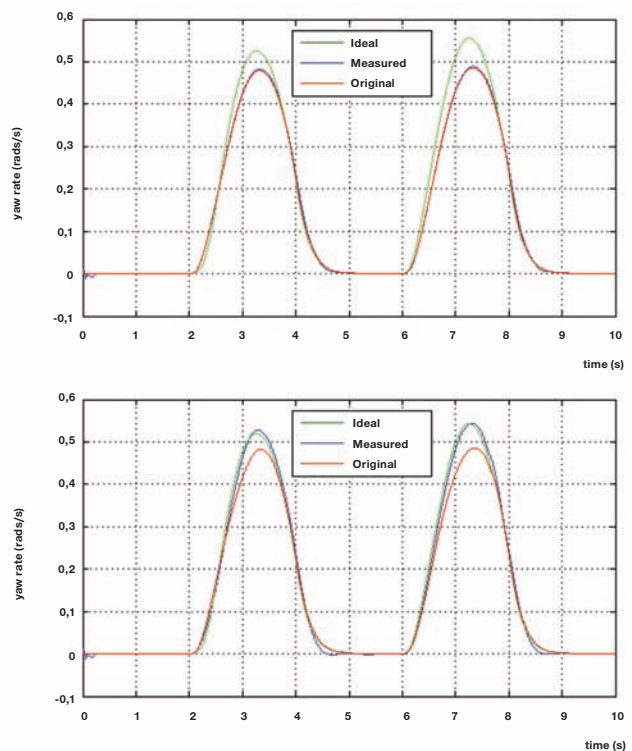 0,6
0,5
0,4
0,3
0,2
0,1
0
-0,1
yaw rate (rads/s)
Ideal
Measured
Original
0 1 2 3 4 5 6 7 8 9 10
time (s)
0,6
0,5
0,4
0,3
0,2
0,1
0
-0,1
yaw rate (rads/s)
Ideal
Measured
Original
0 1 2 3 4 5 6 7 8 9 10
time (s)